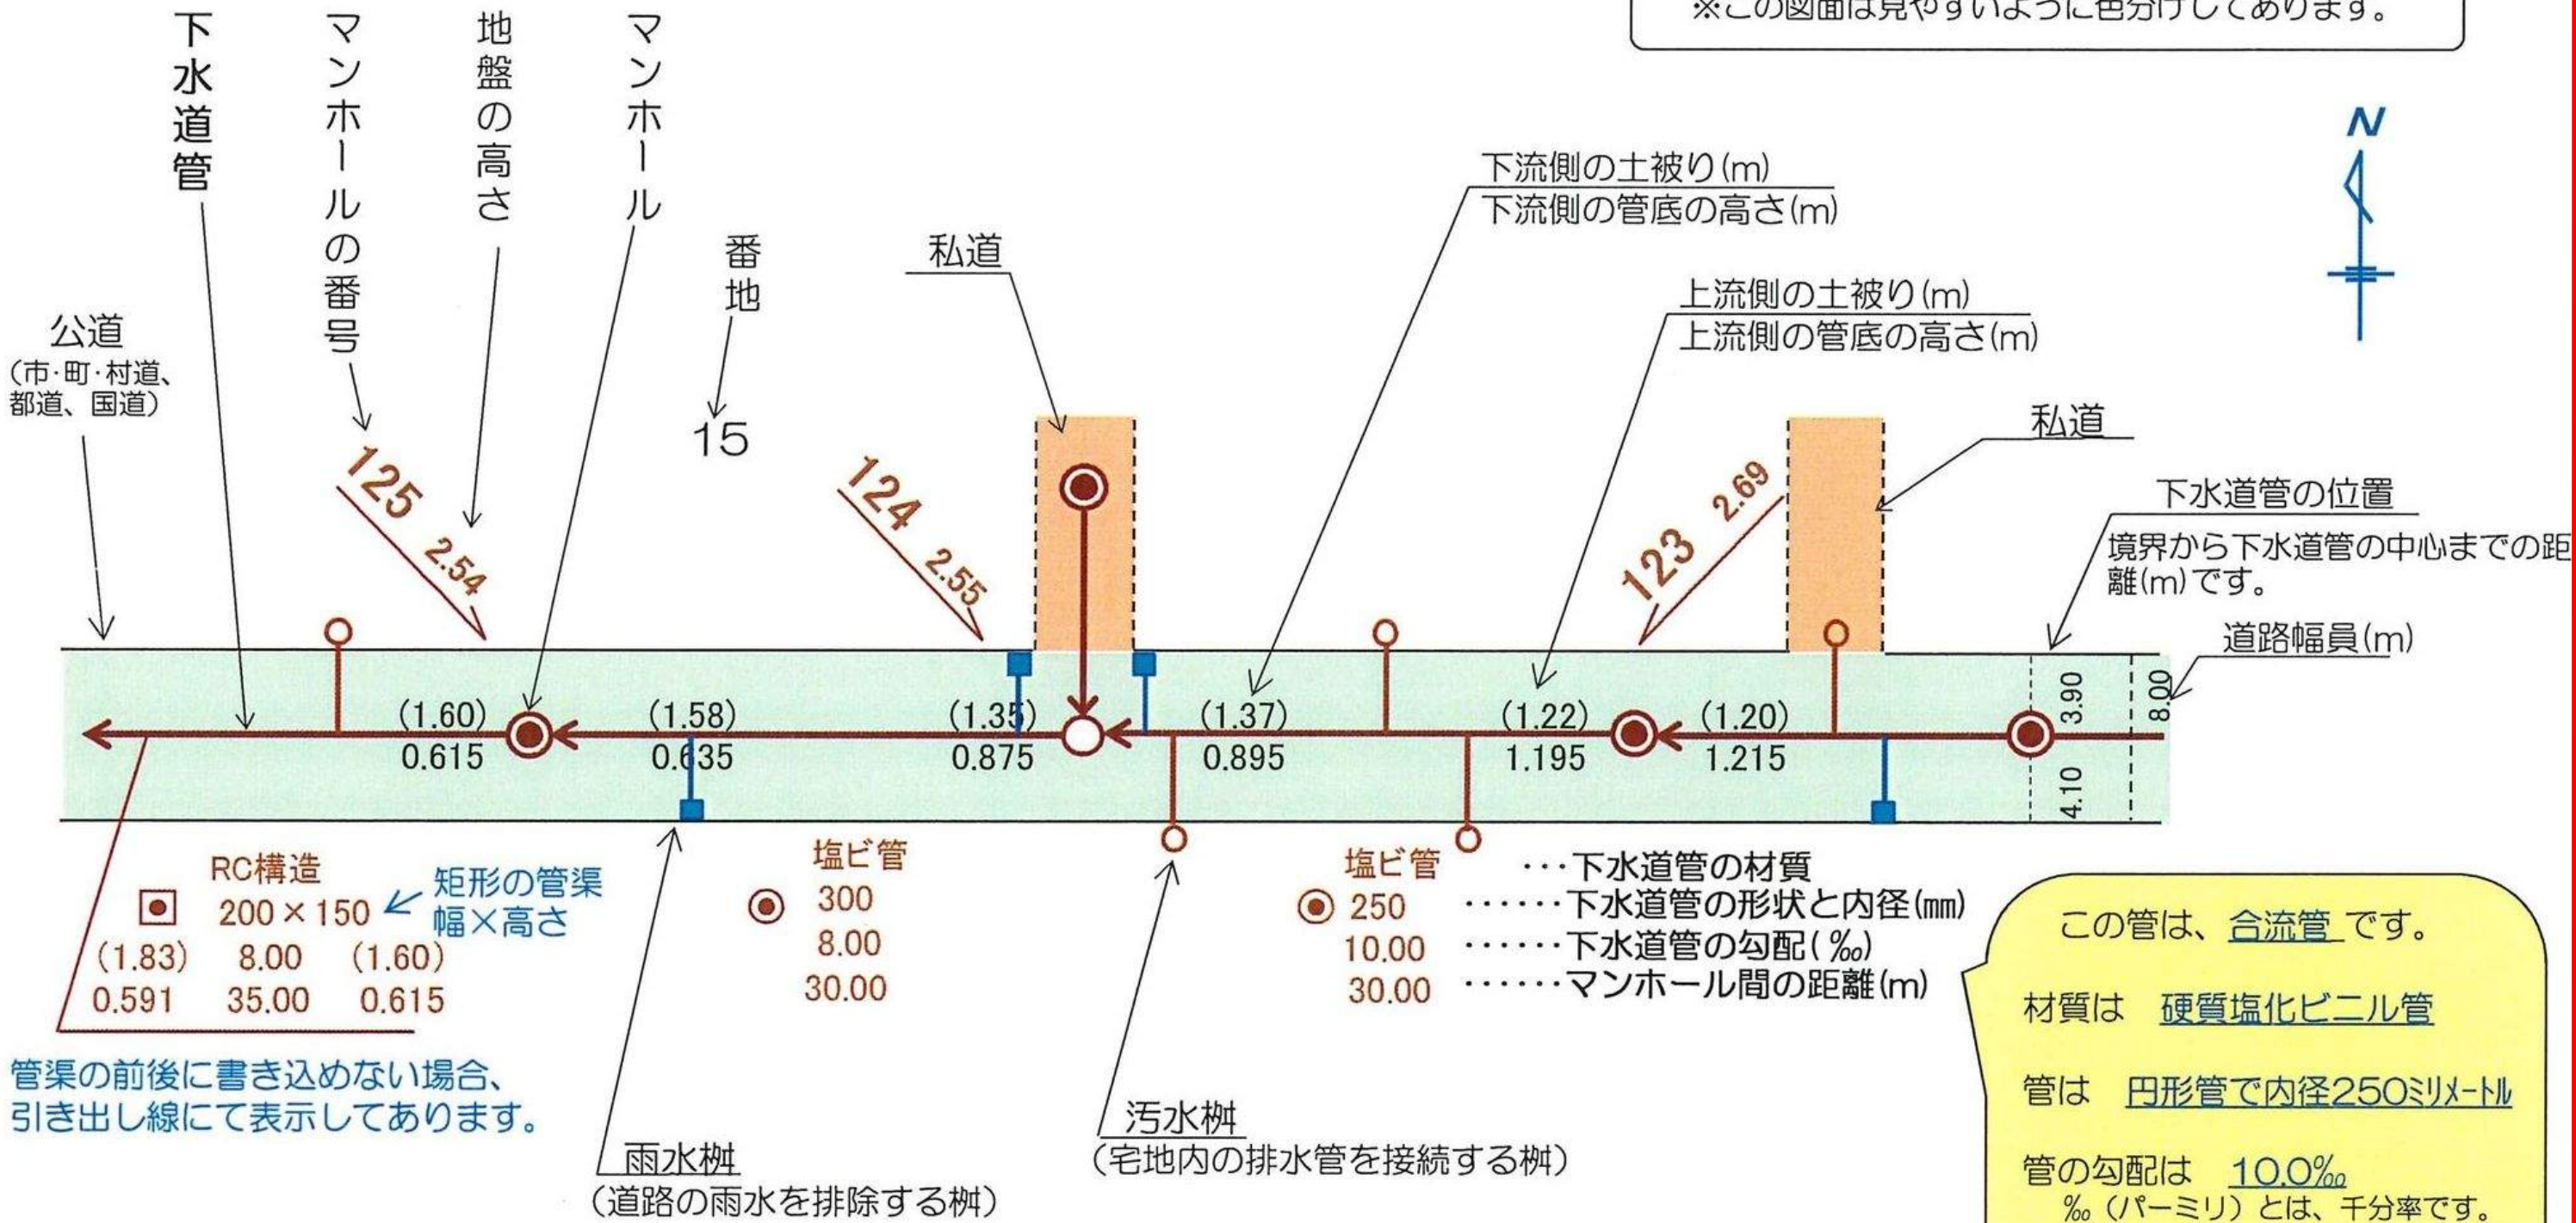 ※この図面は見やすいように色分けしてあります。
下水道管
マンホールの番号
地盤の高さ
マンホール
番地
15
私道
公道
(市・町・村道、
都道、国道)
N
下流側の土被り(m)
下流側の管底の高さ(m)
上流側の土被り(m)
上流側の管底の高さ(m)
私道
下水道管の位置
境界から下水道管の中心までの距
離(m)です。
道路幅員(m)
125 2.54
124 2.55
123 2.69
(1.60) (1.58) (1.35) (1.37) (1.22) (1.20)
0.615 0.635 0.875 0.895 1.195 1.215
3.90
4.10
8.00
RC構造
200×150
矩形の管渠
幅×高さ
(1.83) 8.00 (1.60)
0.591 35.00 0.615
管渠の前後に書き込めない場合、
引き出し線にて表示してあります。
塩ビ管
300
8.00
30.00
塩ビ管 ･･･下水道管の材質
250 ･･････下水道管の形状と内径(㎜)
10.00 ･･････下水道管の勾配(‰)
30.00 ･･････マンホール間の距離(m)
雨水桝
(道路の雨水を排除する桝)
汚水桝
(宅地内の排水管を接続する桝)
この管は、合流管です。
材質は 硬質塩化ビニル管
管は 円形管で内径250ミリメートル
管の勾配は 10.0‰
‰（パーミリ）とは、千分率です。